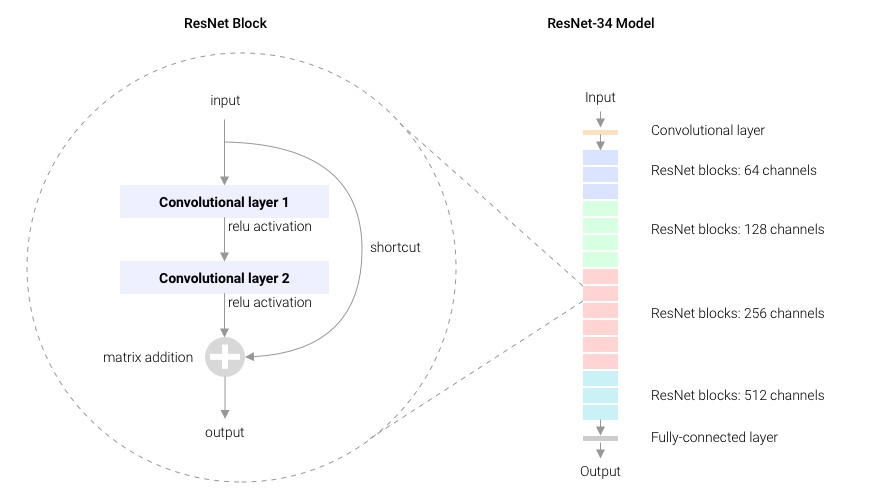 ResNet Block
input
Convolutional layer 1
relu activation
shortcut
Convolutional layer 2
relu activation
matrix addition
output
ResNet-34 Model
Input
Convolutional layer
ResNet blocks: 64 channels
ResNet blocks: 128 channels
ResNet blocks: 256 channels
ResNet blocks: 512 channels
Fully-connected layer
Output